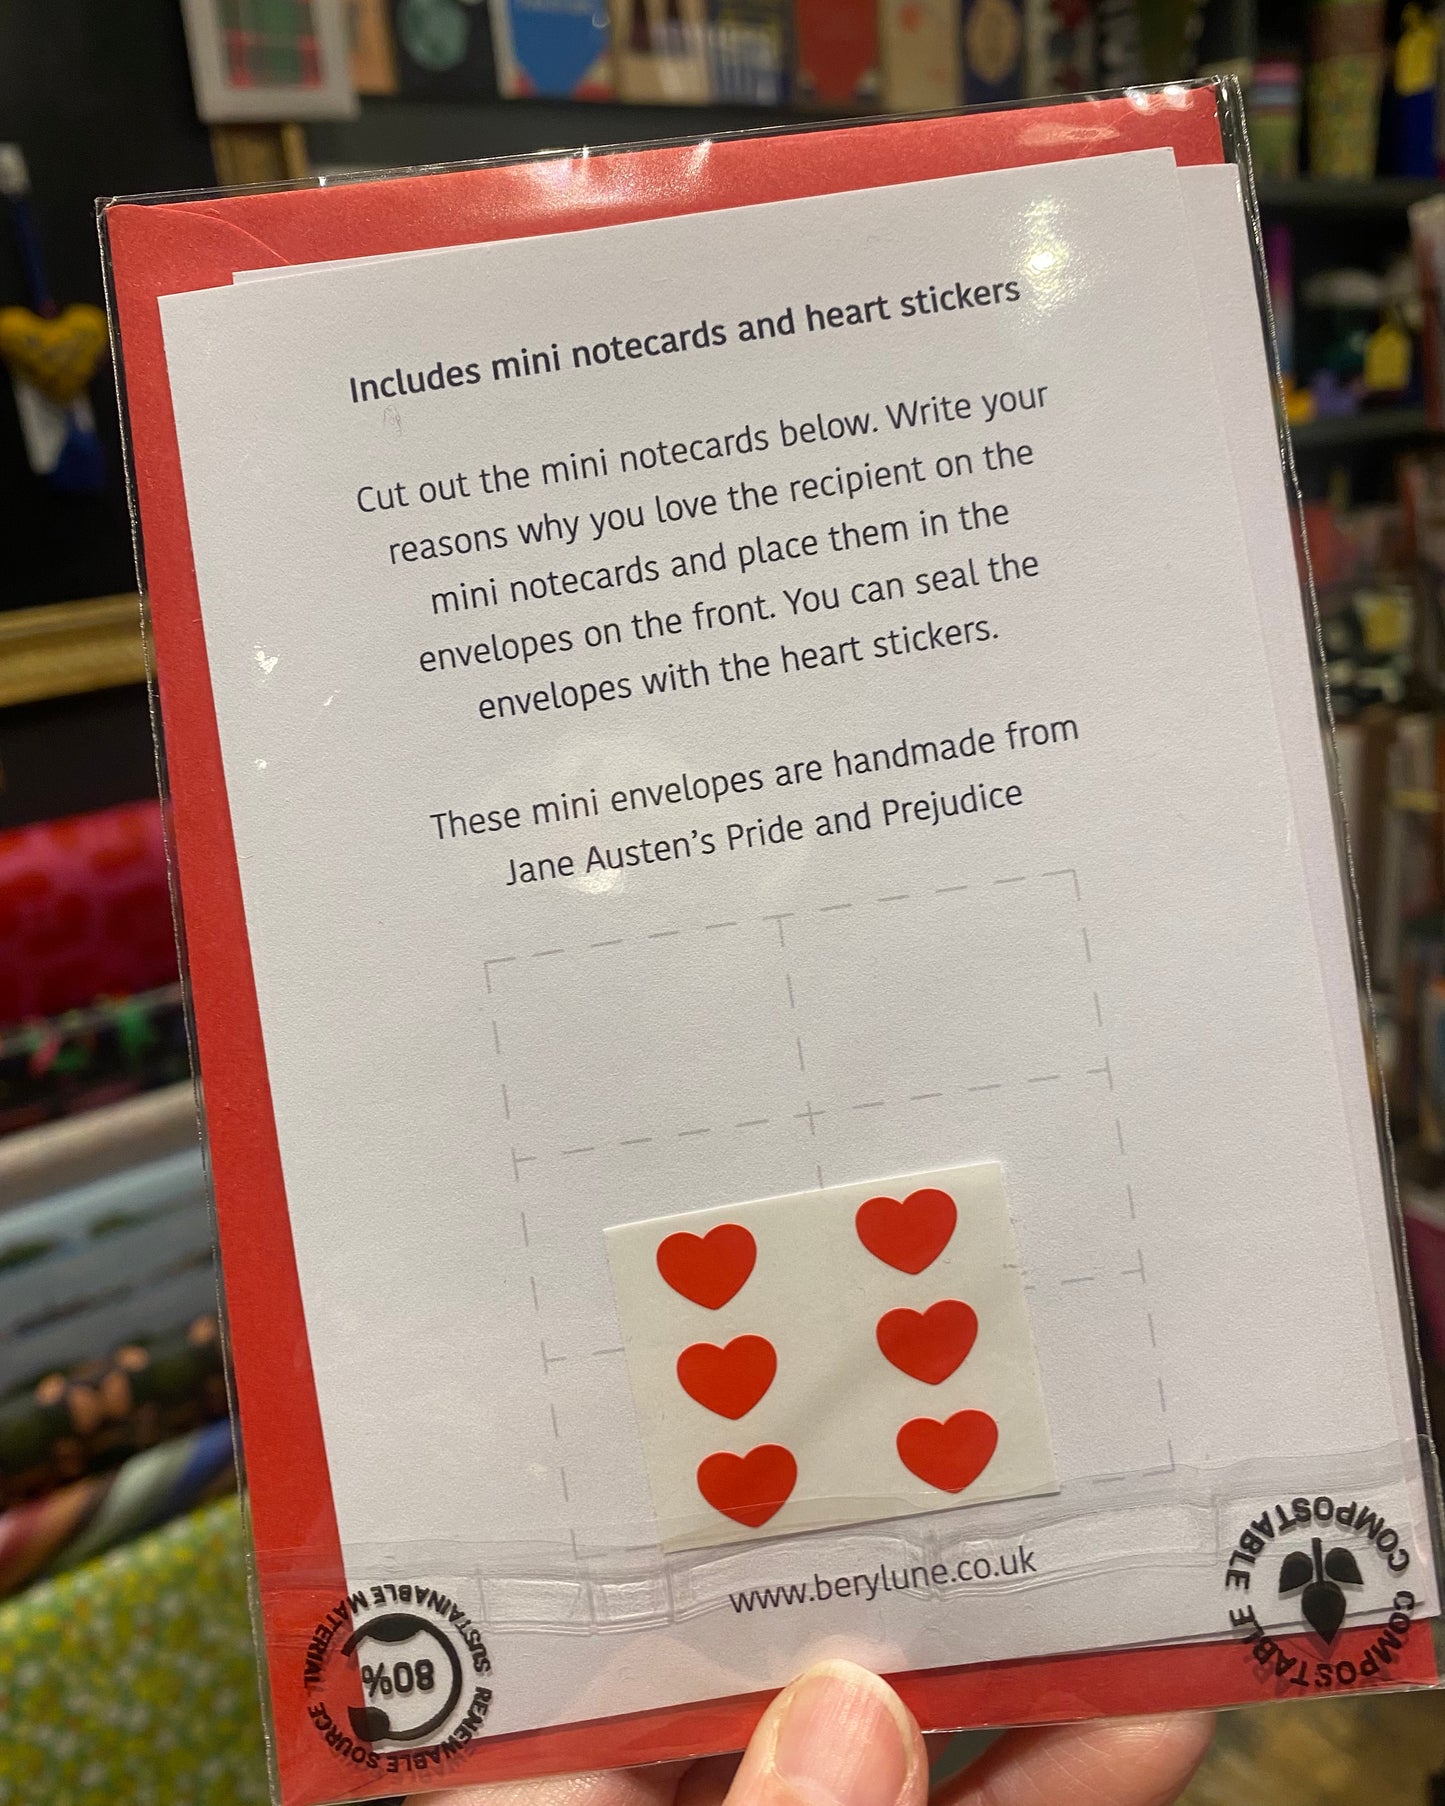 Includes mini notecards and heart stickers
Cut out the mini notecards below. Write your
reasons why you love the recipient on the
mini notecards and place them in the
envelopes on the front. You can seal the
envelopes with the heart stickers.
These mini envelopes are handmade from
Jane Austen's Pride and Prejudice
www.berylune.co.uk
80%
SUSTAINABLE MATERIAL RENEWABLE SOURCE
COMPOSTABLE COMPOSTABLE